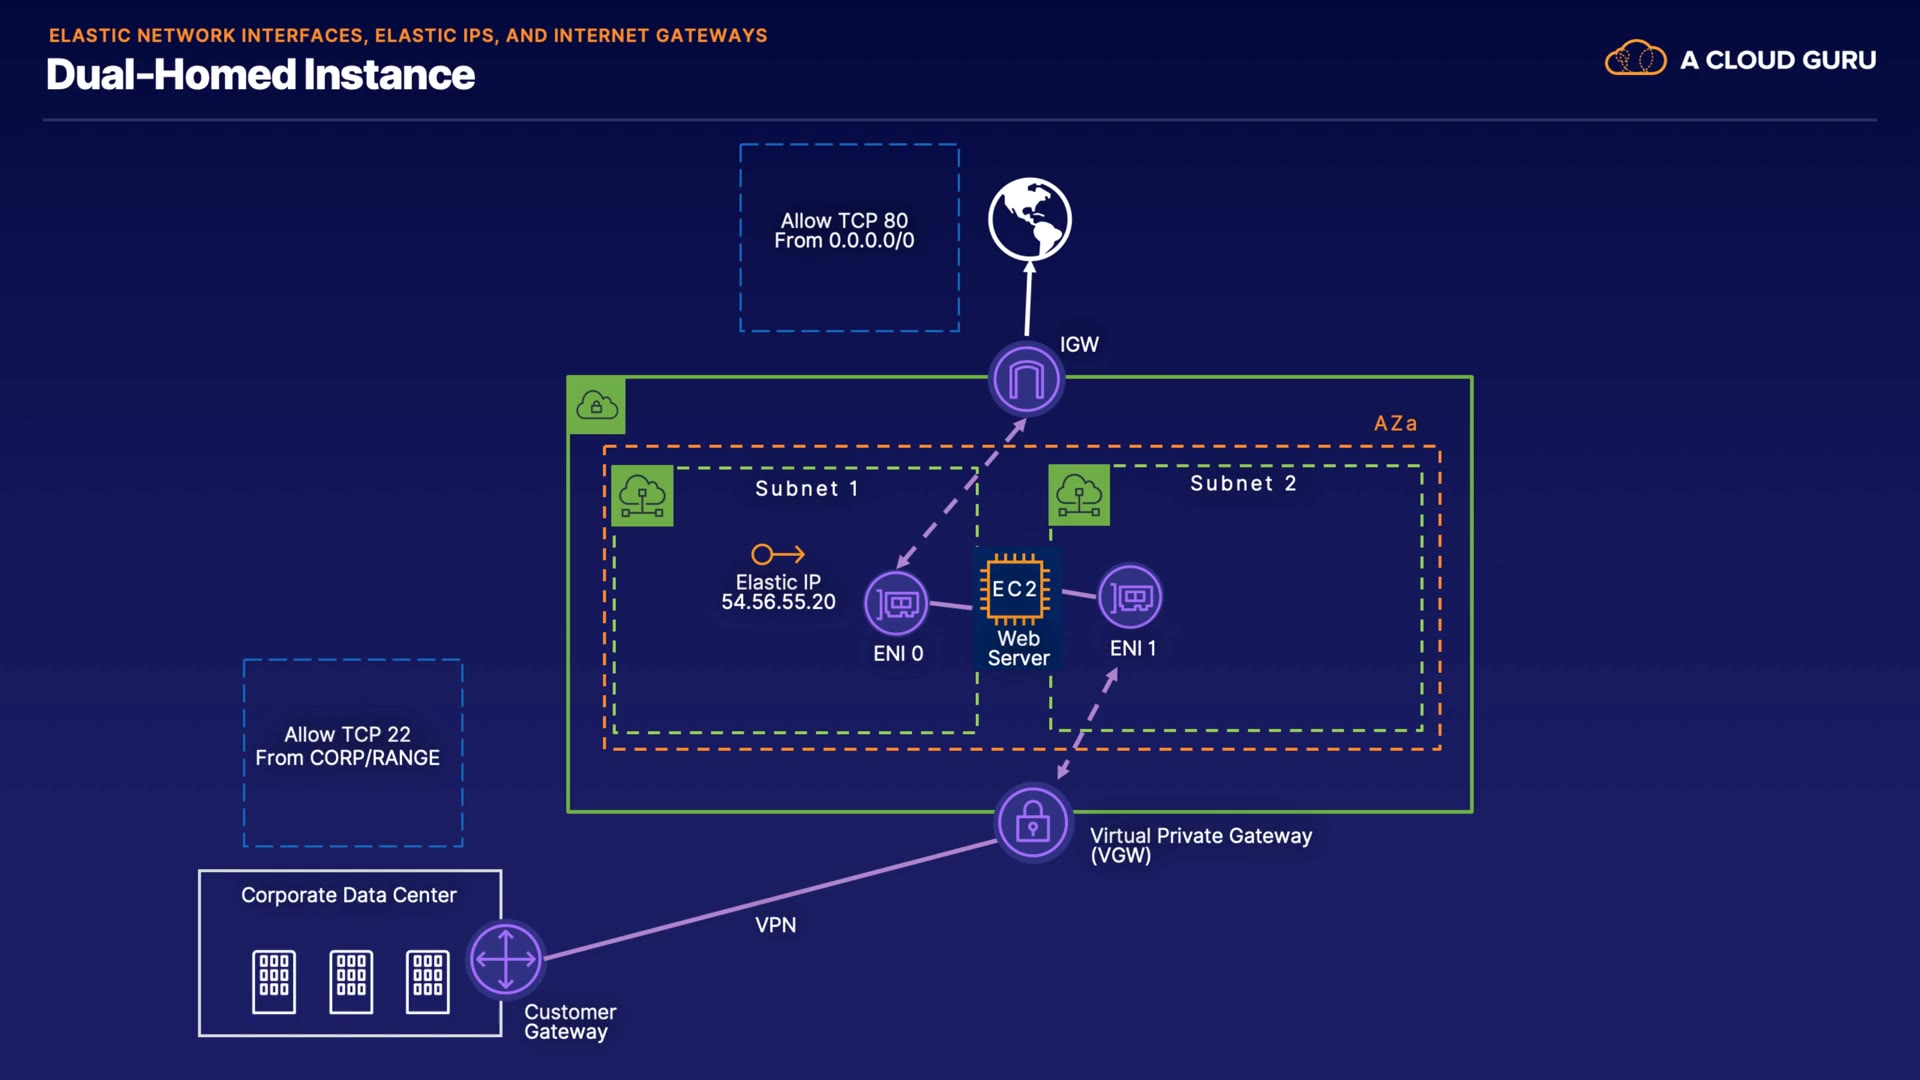 ELASTIC NETWORK INTERFACES, ELASTIC IPS, AND INTERNET GATEWAYS
Dual-Homed Instance
A CLOUD GURU
Allow TCP 80
From 0.0.0.0/0
IGW
AZa
Subnet 1
Subnet 2
Elastic IP
54.56.55.20
ENI 0
EC2
Web
Server
ENI 1
Allow TCP 22
From CORP/RANGE
Virtual Private Gateway
(VGW)
Corporate Data Center
VPN
Customer
Gateway